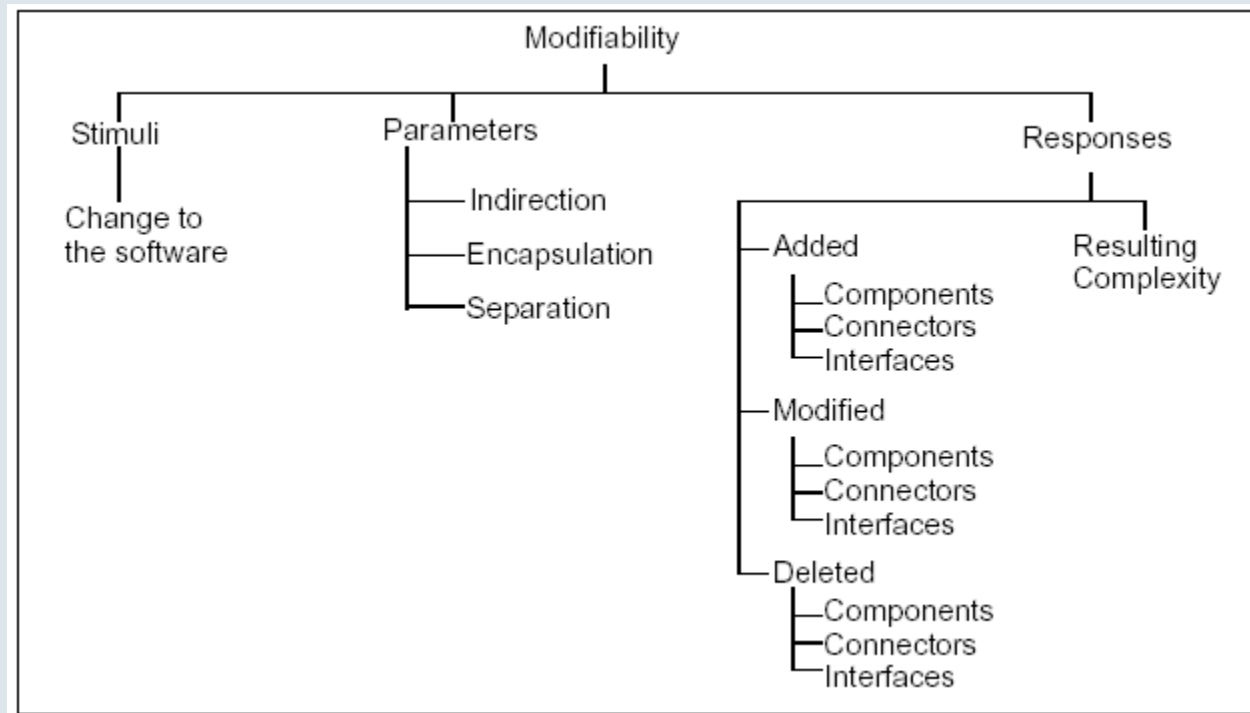 Modifiability
Stimuli
Change to
the software
Parameters
Indirection
Encapsulation
Separation
Responses
Added
Components
Connectors
Interfaces
Modified
Components
Connectors
Interfaces
Deleted
Components
Connectors
Interfaces
Resulting
Complexity